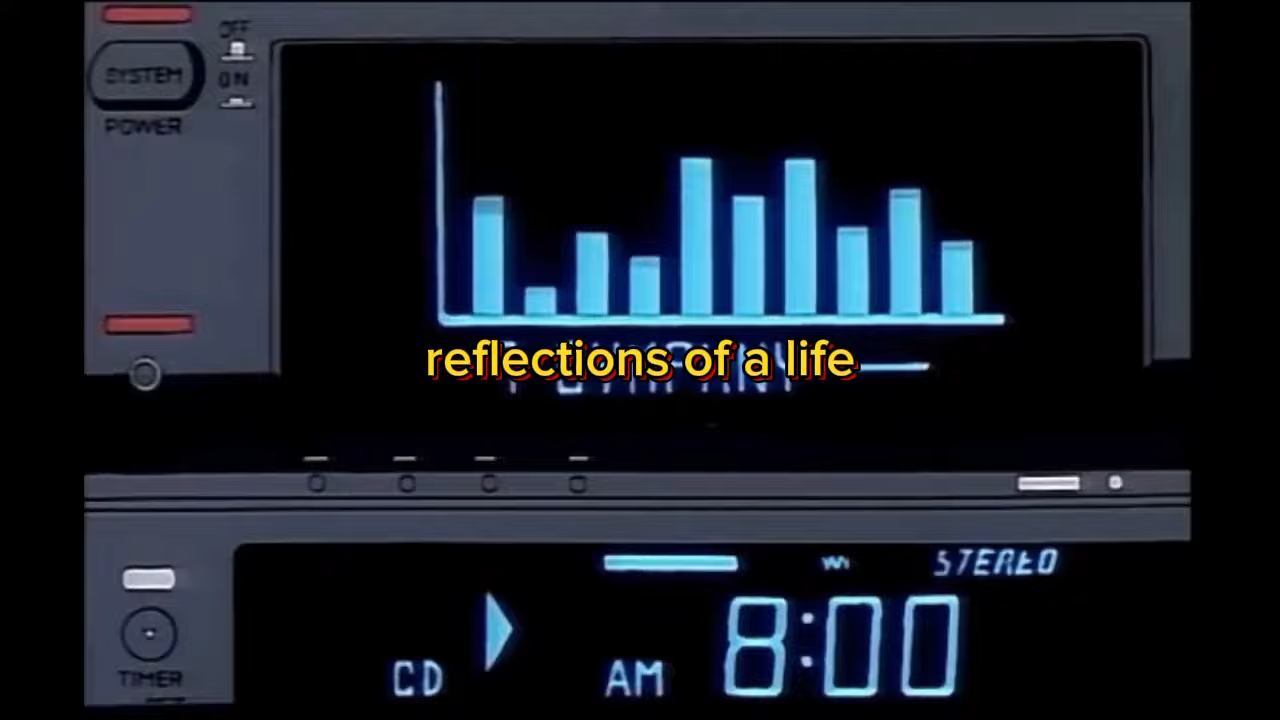 OFF
SYSTEM
ON
POWER
reflections of a life
STEREO
CD AM 8:00
TIMER